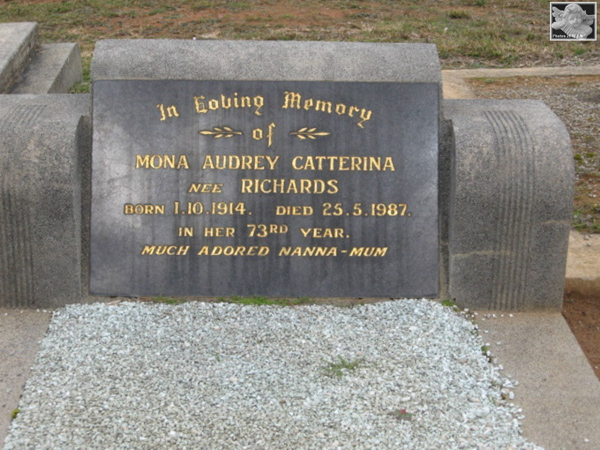 In Loving Memory
of
MONA AUDREY CATTERINA
NEE RICHARDS
BORN 1.10.1914. DIED 25.5.1987.
IN HER 73RD YEAR.
MUCH ADORED NANNA-MUM